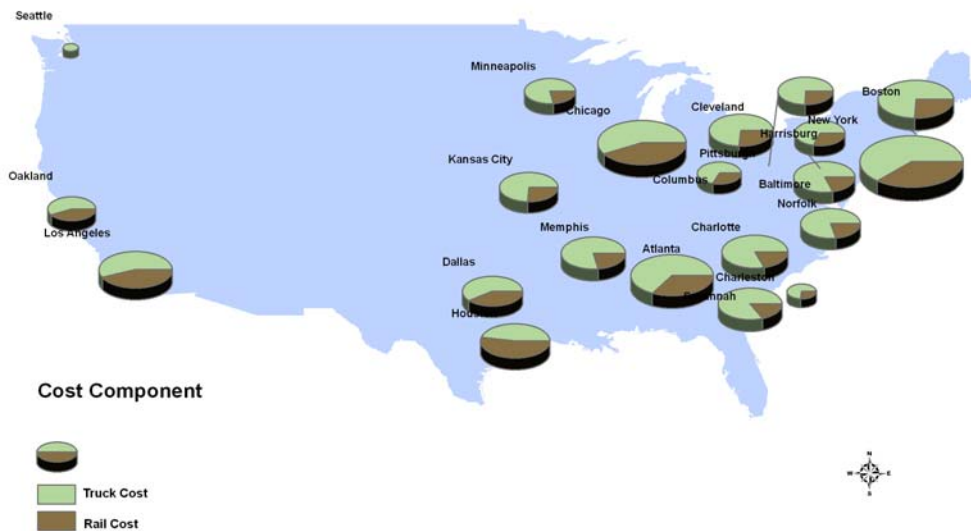 Seattle
Minneapolis
Chicago
Cleveland
Boston
New York
Harrisburg
Pittsburgh
Kansas City
Columbus
Baltimore
Oakland
Norfolk
Los Angeles
Memphis
Charlotte
Atlanta
Dallas
Charleston
Savannah
Houston
Cost Component
Truck Cost
Rail Cost
N
W E
S